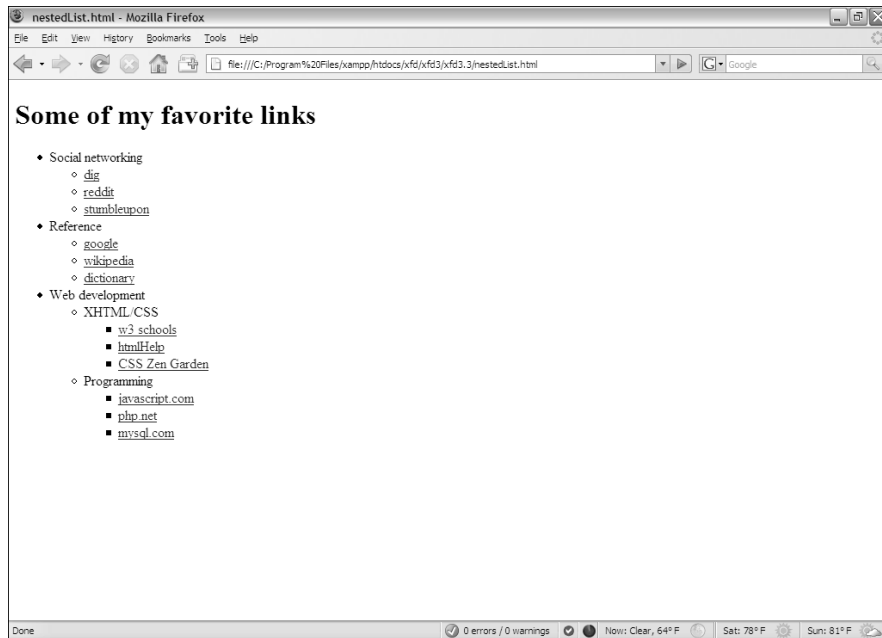 nestedList.html - Mozilla Firefox
File Edit View History Bookmarks Tools Help
file:///C:/Program%20Files/xampp/htdocs/xfd/xfd3/xfd3.3/nestedList.html
G Google
Some of my favorite links
Social networking
dig
reddit
stumbleupon
Reference
google
wikipedia
dictionary
Web development
XHTML/CSS
w3 schools
htmlHelp
CSS Zen Garden
Programming
javascript.com
php.net
mysql.com
Done 0 errors / 0 warnings Now: Clear, 64° F Sat: 78° F Sun: 81° F